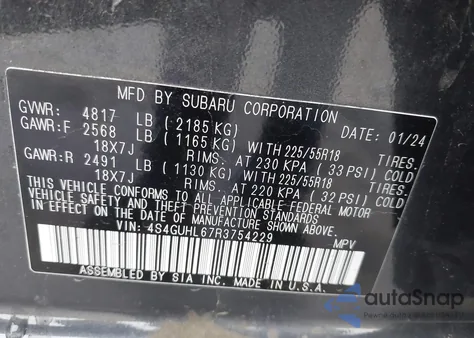 MFD BY SUBARU CORPORATION
GVWR: 4817 LB (2185 KG) DATE: 01/24
GAWR:F 2568 LB (1165 KG) WITH 225/55R18 TIRES.
18X7J RIMS. AT 230 KPA (33 PSI) COLD
GAWR:R 2491 LB (1130 KG) WITH 225/55R18 TIRES.
18X7J RIMS. AT 220 KPA (32 PSI) COLD
THIS VEHICLE CONFORMS TO ALL APPLICABLE FEDERAL MOTOR
VEHICLE SAFETY AND THEFT PREVENTION STANDARDS
IN EFFECT ON THE DATE OF MANUFACTURE SHOWN ABOVE.
VIN: 4S4GUHL67R3754229 MPV
ASSEMBLED BY SIA INC. MADE IN U.S.A.
autoSnap